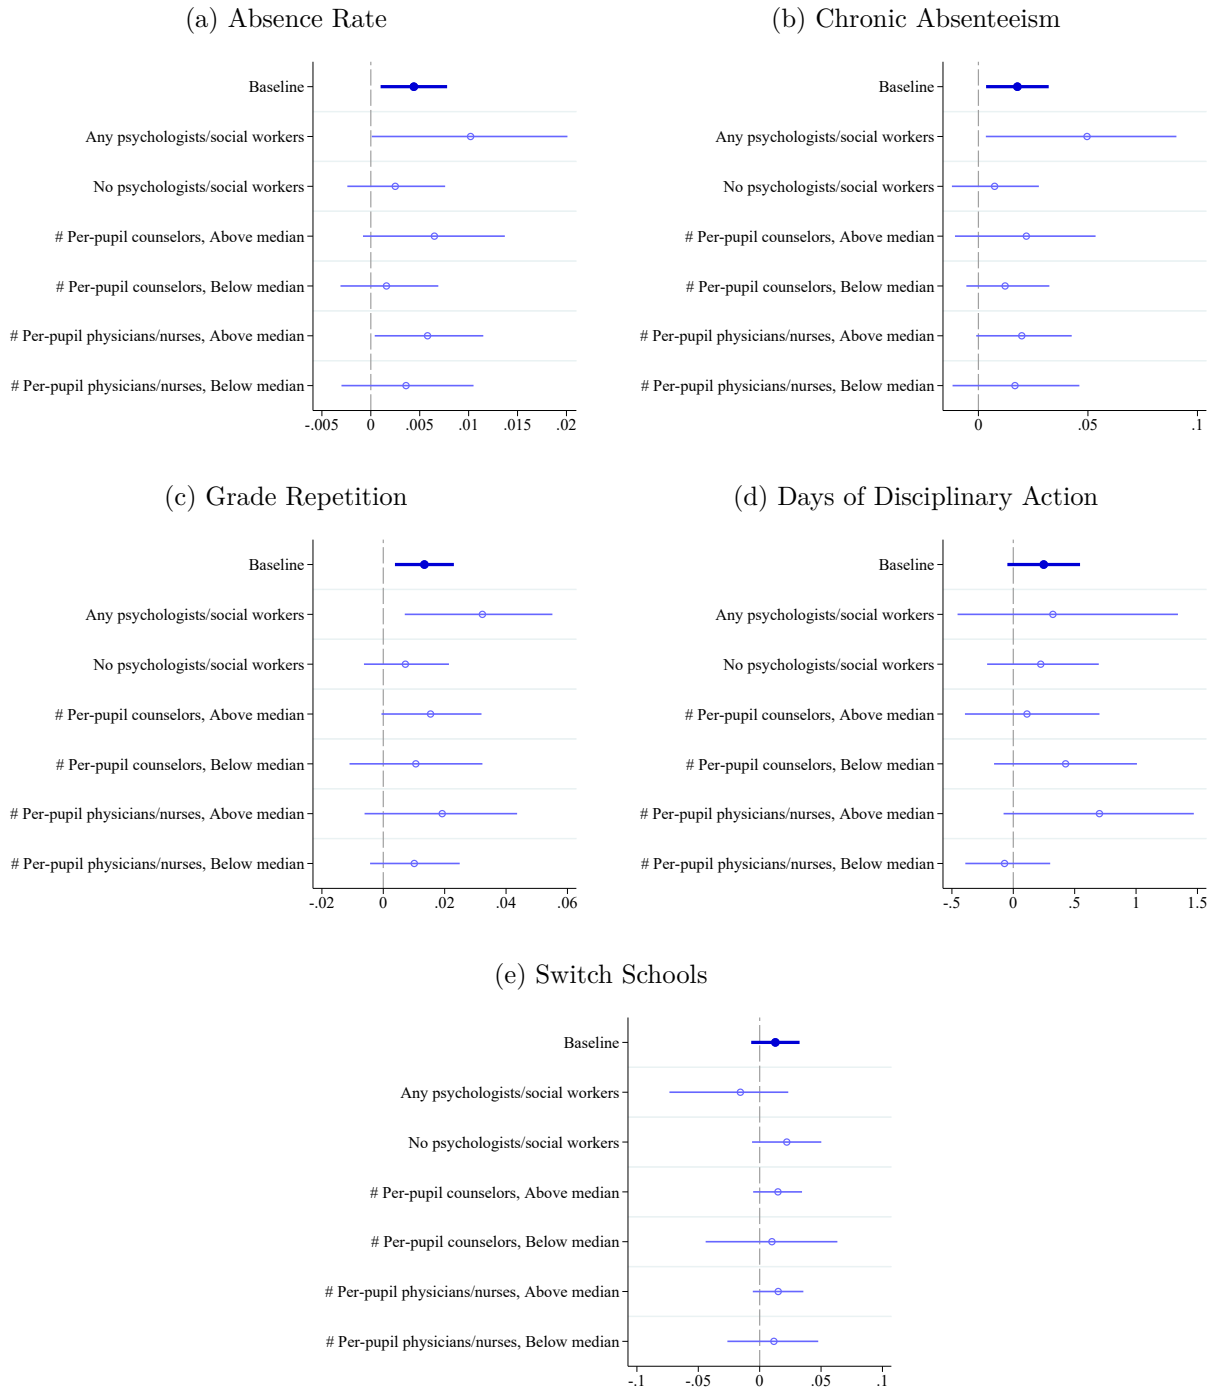 (a) Absence Rate
Baseline
Any psychologists/social workers
No psychologists/social workers
# Per-pupil counselors, Above median
# Per-pupil counselors, Below median
# Per-pupil physicians/nurses, Above median
# Per-pupil physicians/nurses, Below median
-.005 0 .005 .01 .015 .02
(b) Chronic Absenteeism
Baseline
Any psychologists/social workers
No psychologists/social workers
# Per-pupil counselors, Above median
# Per-pupil counselors, Below median
# Per-pupil physicians/nurses, Above median
# Per-pupil physicians/nurses, Below median
0 .05 .1
(c) Grade Repetition
Baseline
Any psychologists/social workers
No psychologists/social workers
# Per-pupil counselors, Above median
# Per-pupil counselors, Below median
# Per-pupil physicians/nurses, Above median
# Per-pupil physicians/nurses, Below median
-.02 0 .02 .04 .06
(d) Days of Disciplinary Action
Baseline
Any psychologists/social workers
No psychologists/social workers
# Per-pupil counselors, Above median
# Per-pupil counselors, Below median
# Per-pupil physicians/nurses, Above median
# Per-pupil physicians/nurses, Below median
-.5 0 .5 1 1.5
(e) Switch Schools
Baseline
Any psychologists/social workers
No psychologists/social workers
# Per-pupil counselors, Above median
# Per-pupil counselors, Below median
# Per-pupil physicians/nurses, Above median
# Per-pupil physicians/nurses, Below median
-.1 -.05 0 .05 .1